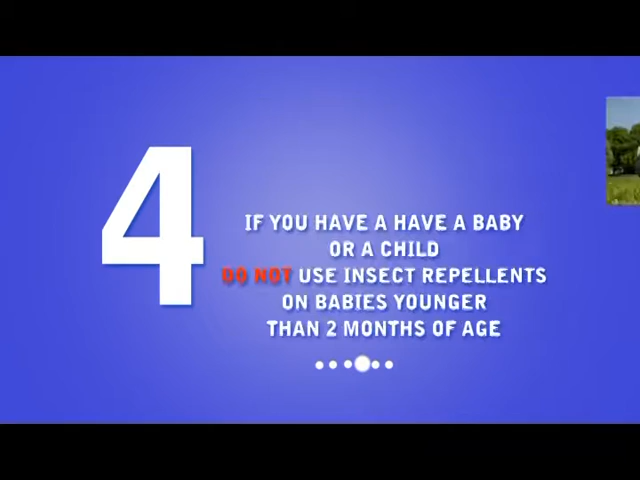 4
IF YOU HAVE A HAVE A BABY
OR A CHILD
DO NOT USE INSECT REPELLENTS
ON BABIES YOUNGER
THAN 2 MONTHS OF AGE